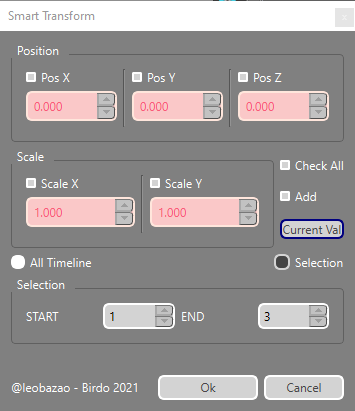 Smart Transform
Position
Pos X Pos Y Pos Z
0.000 0.000 0.000
Scale
Scale X Scale Y
1.000 1.000
Check All
Add
Current Val
All Timeline Selection
Selection
START 1 END 3
@leobazao - Birdo 2021 Ok Cancel